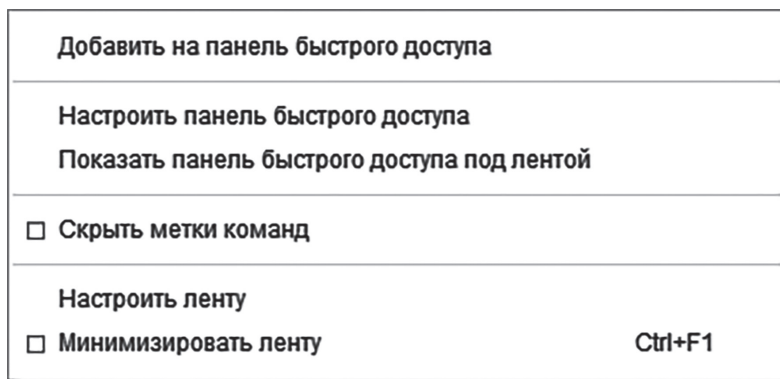 Добавить на панель быстрого доступа
Настроить панель быстрого доступа
Показать панель быстрого доступа под лентой
Скрыть метки команд
Настроить ленту
Минимизировать ленту Ctrl+F1